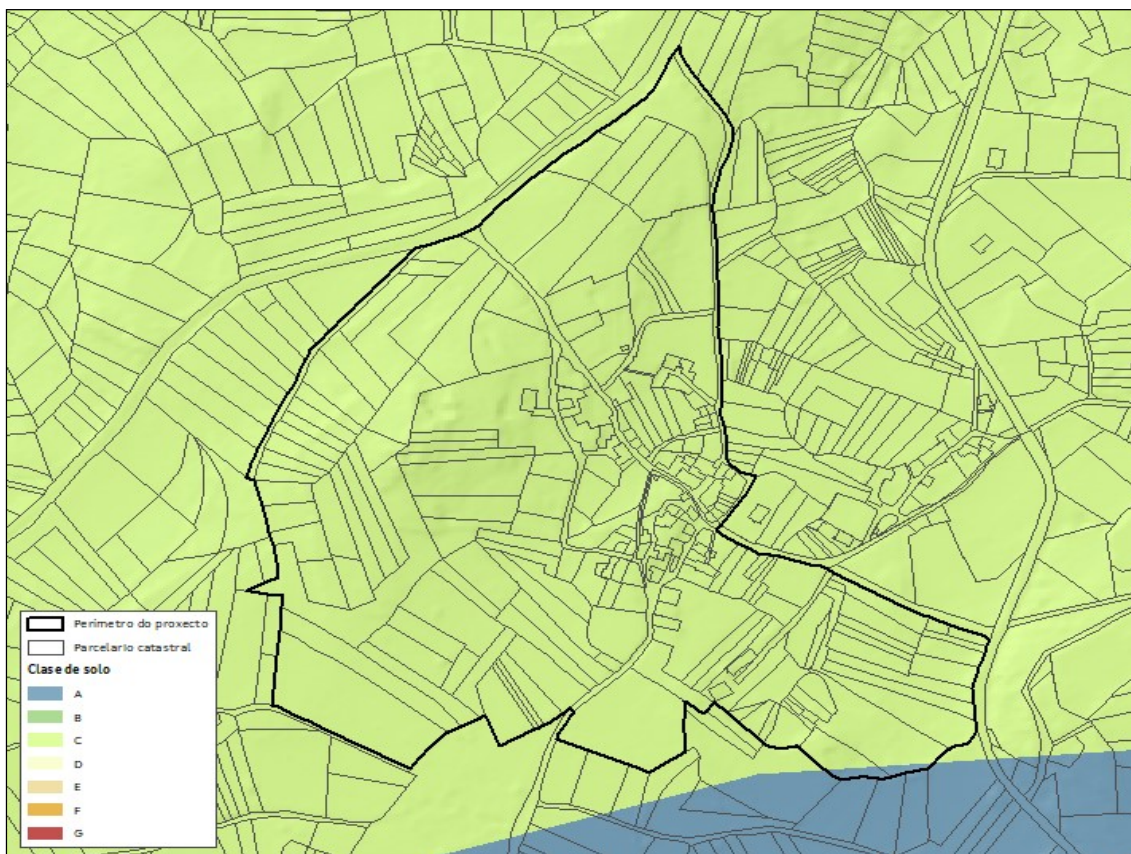 Perímetro do proxecto
Parcelario catastral
Clase de solo
A
B
C
D
E
F
G